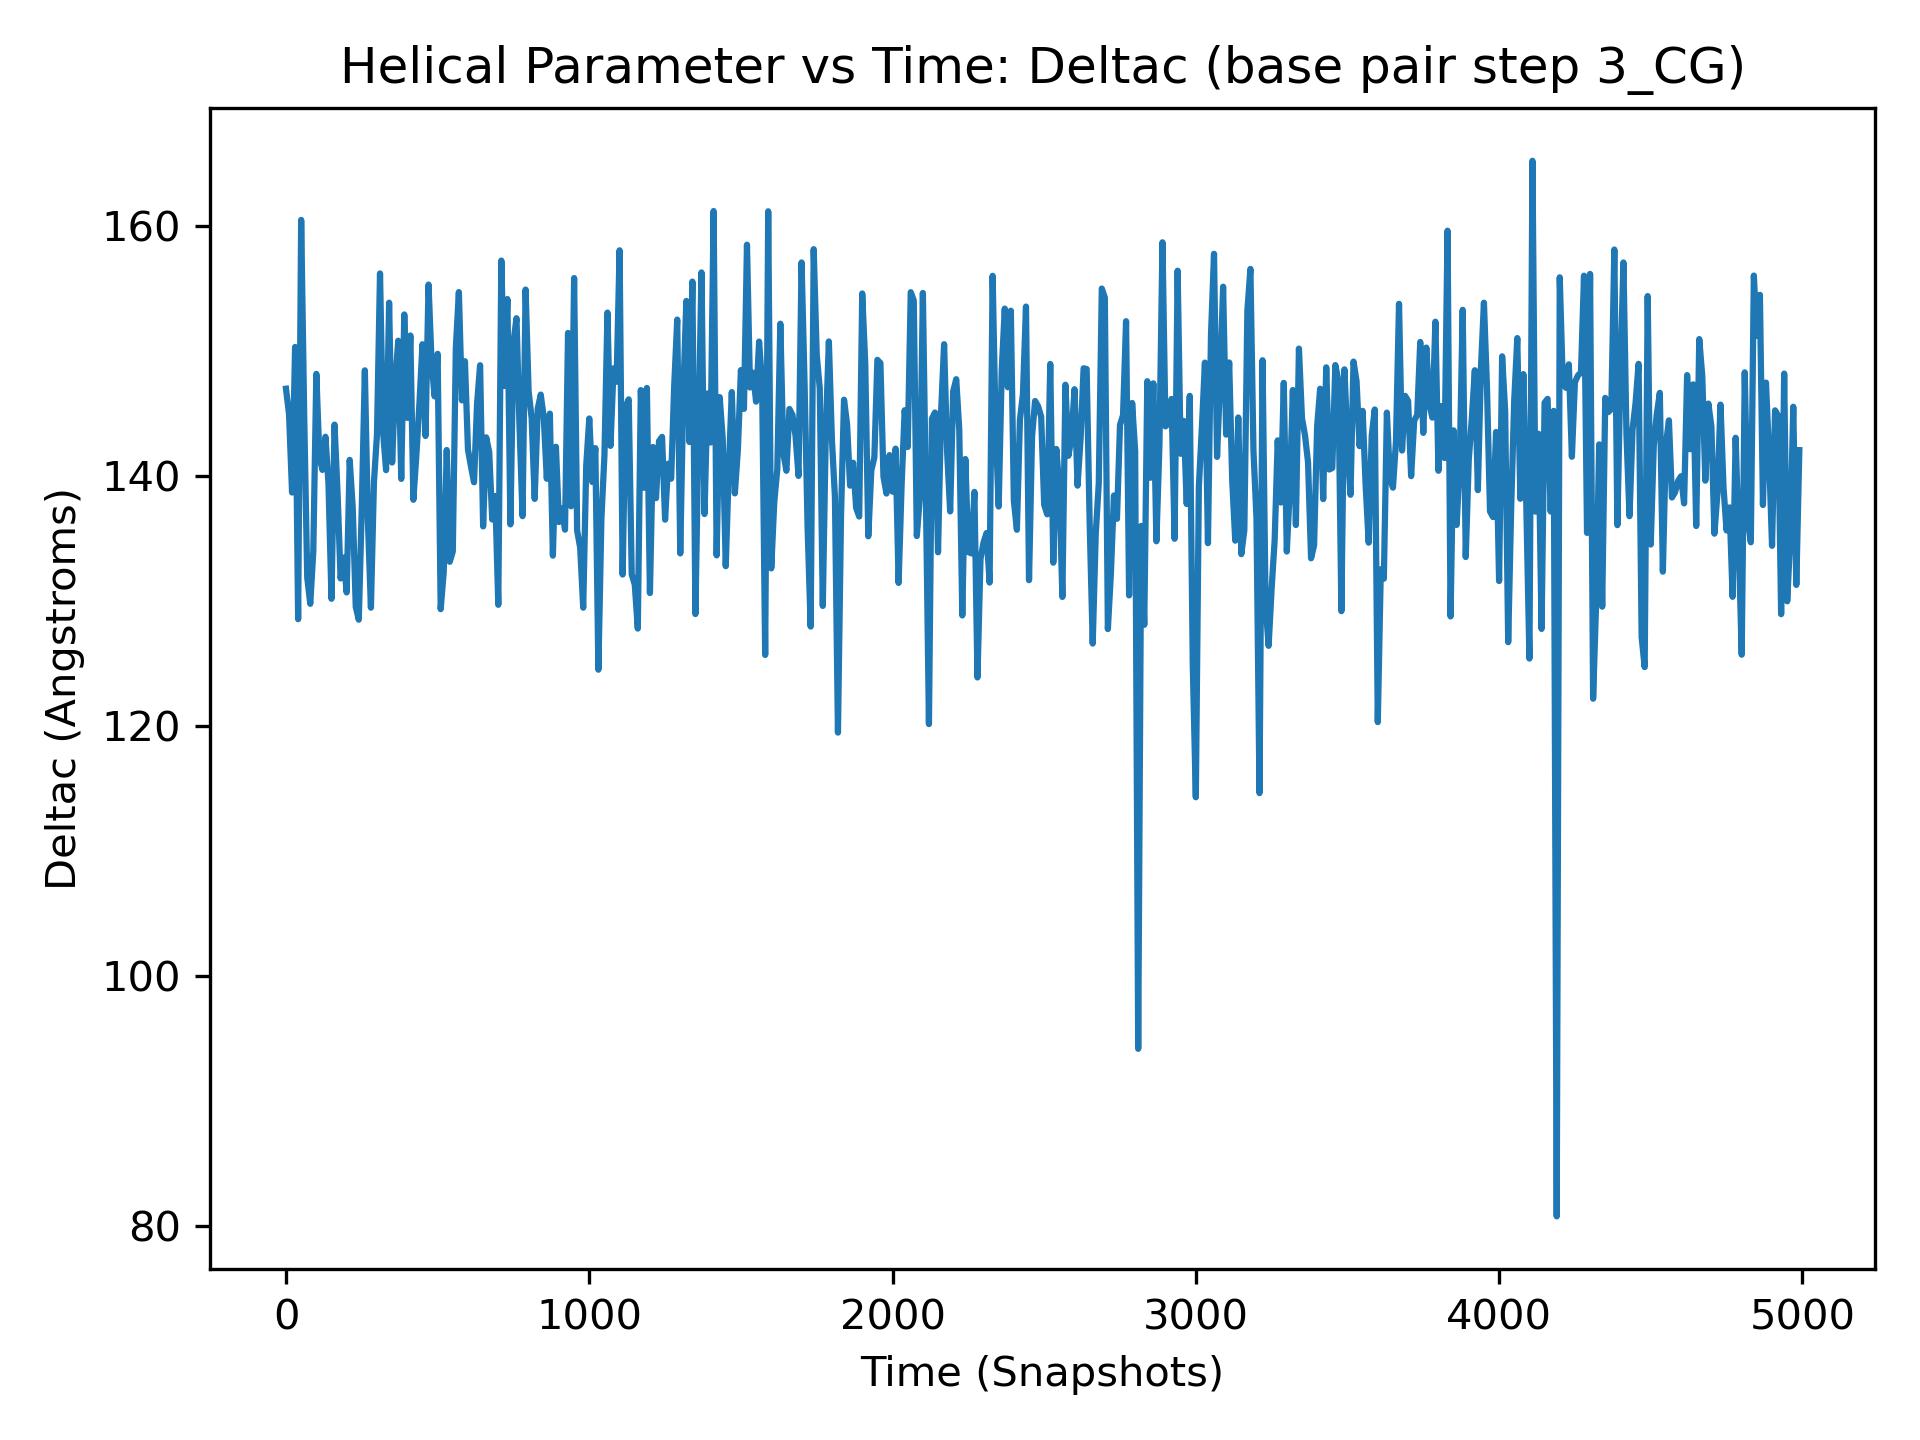 Helical Parameter vs Time: Deltac (base pair step 3_CG)
Deltac (Angstroms)
160
140
120
100
80
0 1000 2000 3000 4000 5000
Time (Snapshots)